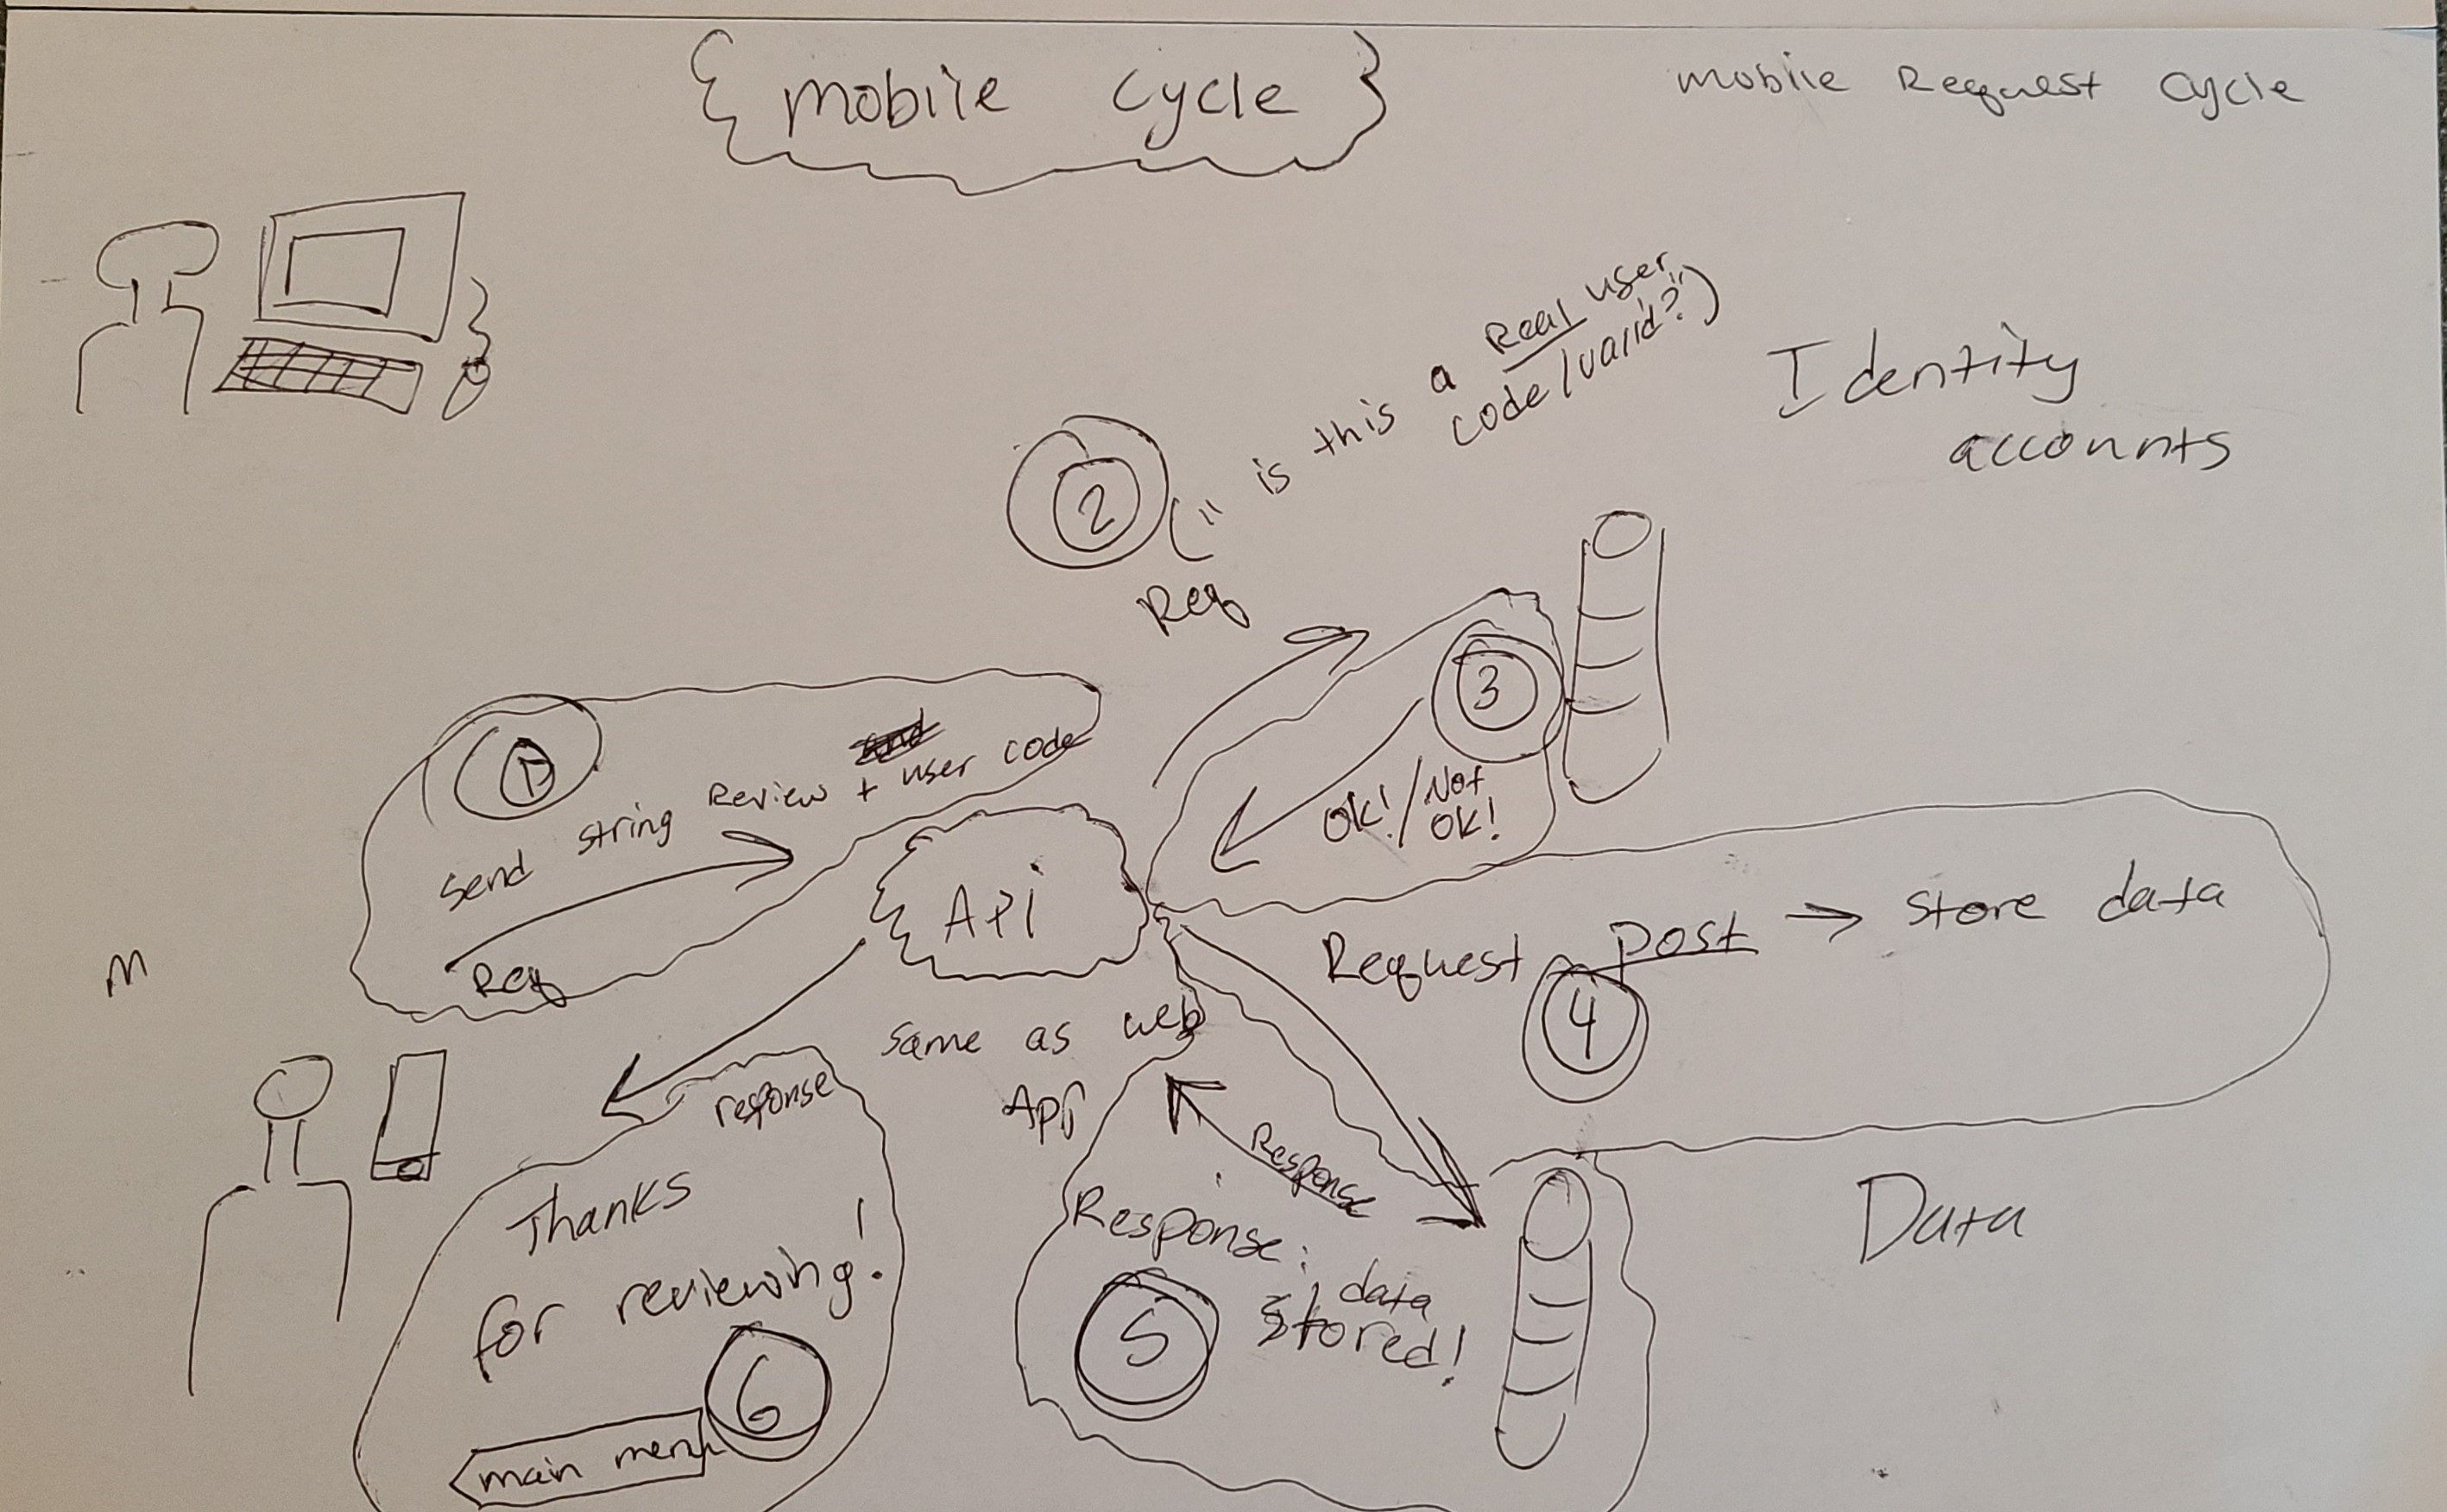 mobile cycle
mobile Request cycle
Identity
accounts
2
(" is this a Real user
code/valid?")
Req
3
OK!/Not
OK!
1
Send string Review + user code
Req
Api
same as web
Api
Request post → store data
4
M
response
Thanks
for reviewing!
6
main menu
Response
Response:
data
stored!
5
Data